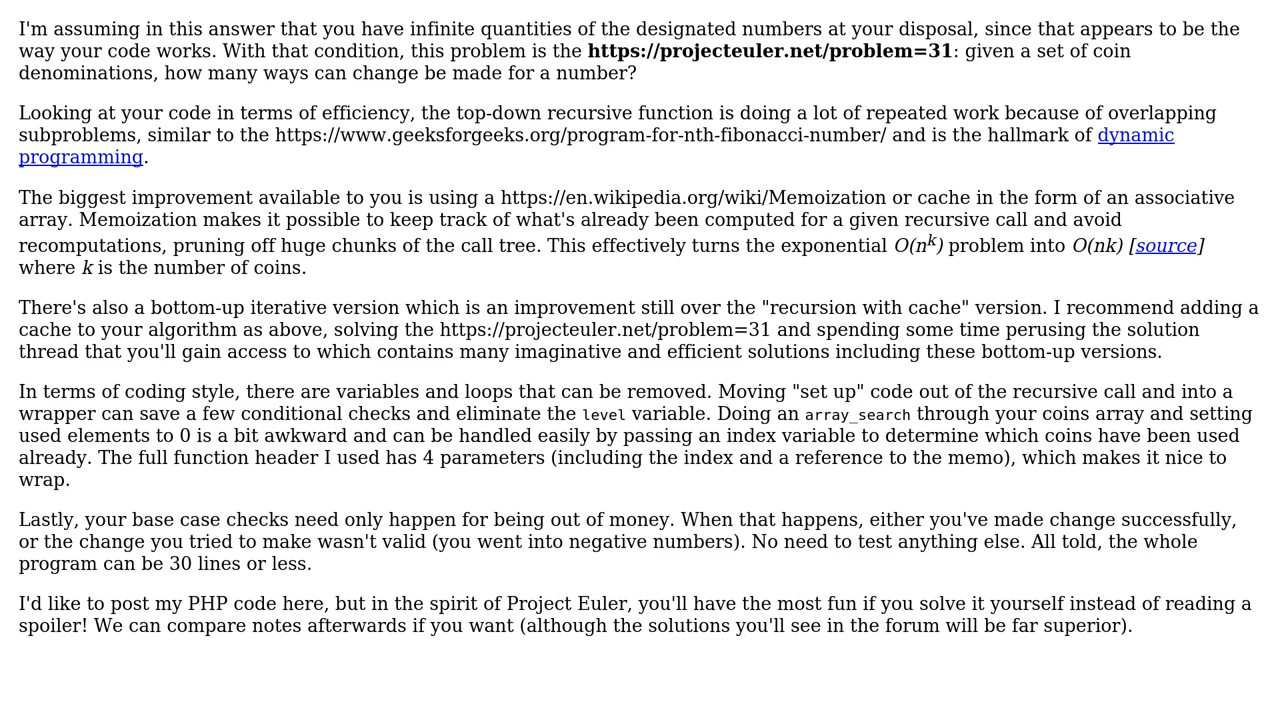 I'm assuming in this answer that you have infinite quantities of the designated numbers at your disposal, since that appears to be the
way your code works. With that condition, this problem is the https://projecteuler.net/problem=31: given a set of coin
denominations, how many ways can change be made for a number?
Looking at your code in terms of efficiency, the top-down recursive function is doing a lot of repeated work because of overlapping
subproblems, similar to the https://www.geeksforgeeks.org/program-for-nth-fibonacci-number/ and is the hallmark of dynamic
programming.
The biggest improvement available to you is using a https://en.wikipedia.org/wiki/Memoization or cache in the form of an associative
array. Memoization makes it possible to keep track of what's already been computed for a given recursive call and avoid
recomputations, pruning off huge chunks of the call tree. This effectively turns the exponential O(n^k) problem into O(nk) [source]
where k is the number of coins.
There's also a bottom-up iterative version which is an improvement still over the "recursion with cache" version. I recommend adding a
cache to your algorithm as above, solving the https://projecteuler.net/problem=31 and spending some time perusing the solution
thread that you'll gain access to which contains many imaginative and efficient solutions including these bottom-up versions.
In terms of coding style, there are variables and loops that can be removed. Moving "set up" code out of the recursive call and into a
wrapper can save a few conditional checks and eliminate the level variable. Doing an array_search through your coins array and setting
used elements to 0 is a bit awkward and can be handled easily by passing an index variable to determine which coins have been used
already. The full function header I used has 4 parameters (including the index and a reference to the memo), which makes it nice to
wrap.
Lastly, your base case checks need only happen for being out of money. When that happens, either you've made change successfully,
or the change you tried to make wasn't valid (you went into negative numbers). No need to test anything else. All told, the whole
program can be 30 lines or less.
I'd like to post my PHP code here, but in the spirit of Project Euler, you'll have the most fun if you solve it yourself instead of reading a
spoiler! We can compare notes afterwards if you want (although the solutions you'll see in the forum will be far superior).